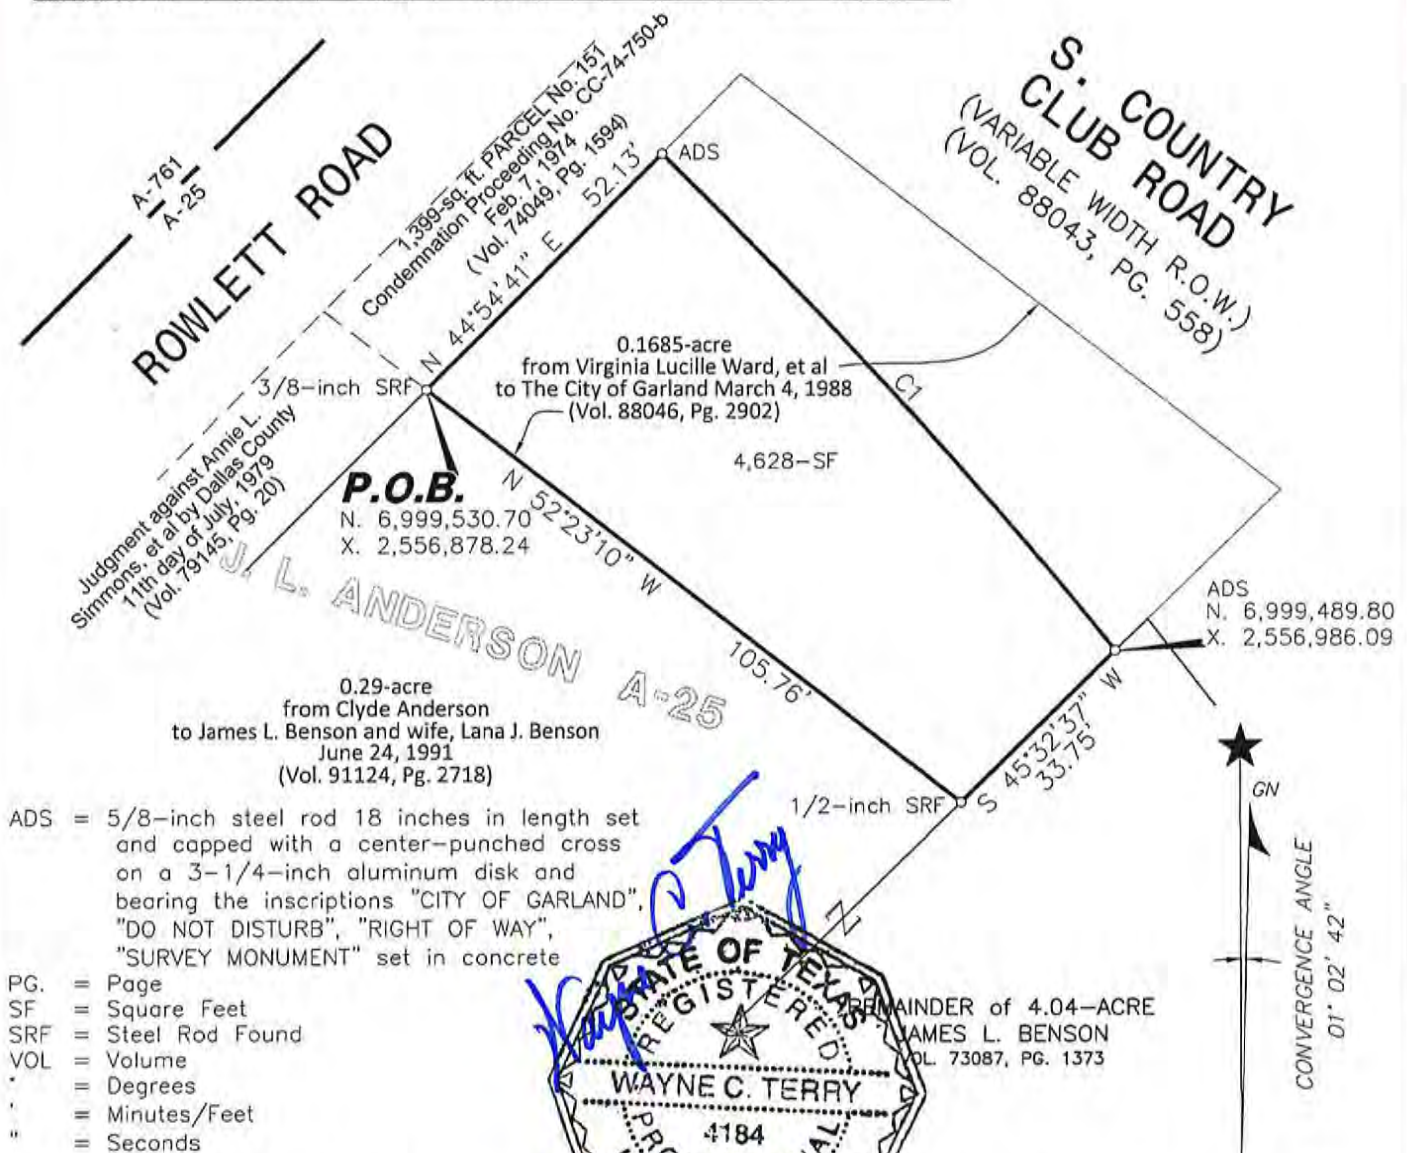 S. COUNTRY
CLUB ROAD
(VARIABLE WIDTH R.O.W.)
(VOL. 88043, PG. 558)
A-761
A-25
ROWLETT ROAD
1,399-sq. ft. PARCEL No. 151
Condemnation Proceeding No. CC-74-750-b
Feb. 7, 1974
(Vol. 74049, Pg. 1594)
N 44°54'41" E
52.13'
ADS
0.1685-acre
from Virginia Lucille Ward, et al
to The City of Garland March 4, 1988
(Vol. 88046, Pg. 2902)
C1
4,628-SF
3/8-inch SRF
Judgment against Annie L.
Simmons, et al by Dallas County
11th day of July, 1979
(Vol. 79145, Pg. 20)
P.O.B.
N. 6,999,530.70
X. 2,556,878.24
N 52°23'10" W
105.76'
J. L. ANDERSON A-25
ADS
N. 6,999,489.80
X. 2,556,986.09
S 45°32'37" W
33.75'
1/2-inch SRF
0.29-acre
from Clyde Anderson
to James L. Benson and wife, Lana J. Benson
June 24, 1991
(Vol. 91124, Pg. 2718)
GN
CONVERGENCE ANGLE
01° 02' 42"
ADS = 5/8-inch steel rod 18 inches in length set
and capped with a center-punched cross
on a 3-1/4-inch aluminum disk and
bearing the inscriptions "CITY OF GARLAND",
"DO NOT DISTURB", "RIGHT OF WAY",
"SURVEY MONUMENT" set in concrete
PG. = Page
SF = Square Feet
SRF = Steel Rod Found
VOL = Volume
° = Degrees
' = Minutes/Feet
" = Seconds
Wayne C Terry
STATE OF TEXAS
REGISTERED
WAYNE C. TERRY
4184
REMAINDER of 4.04-ACRE
JAMES L. BENSON
VOL. 73087, PG. 1373